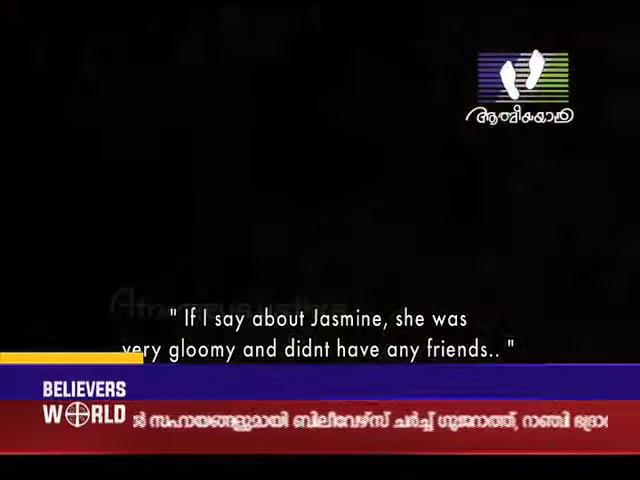 ആത്മീയയാത്ര
" If I say about Jasmine, she was
very gloomy and didnt have any friends.. "
BELIEVERS
WORLD
ൽ സഹായങ്ങളുമായി ബിലീവേഴ്സ് ചർച്ച് ഗുജറാത്ത്, റാഞ്ചി